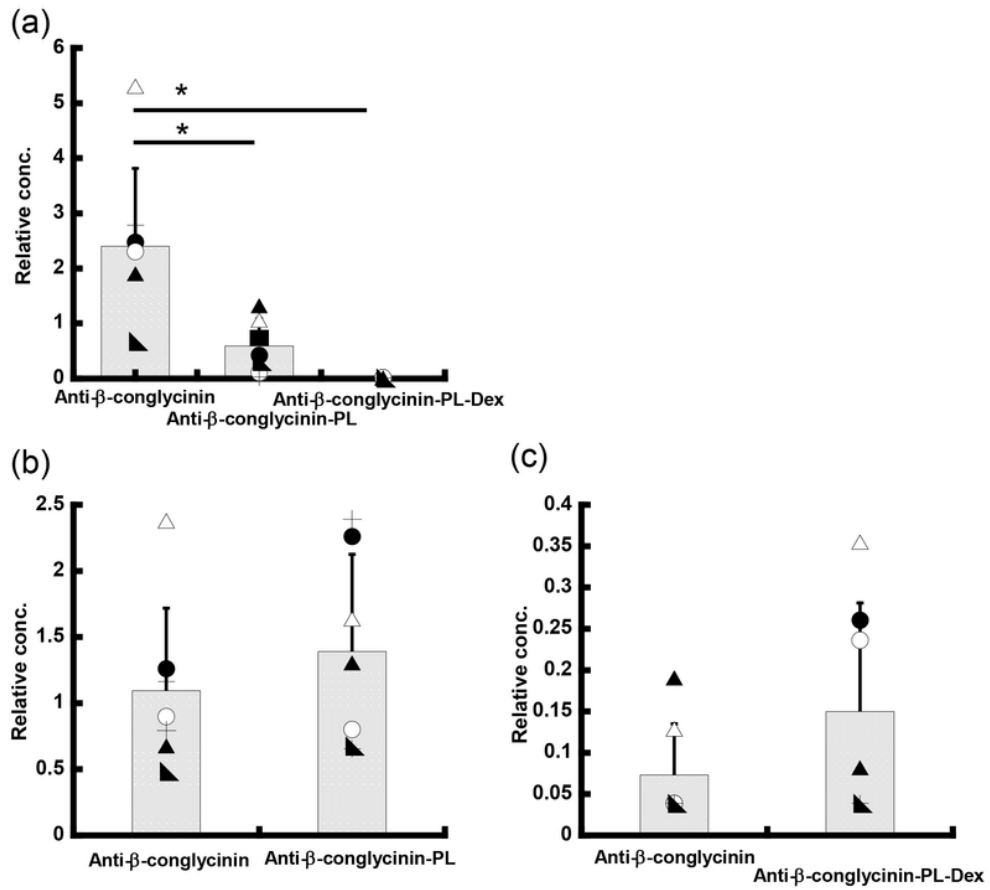 (a)
6
5
4
3
2
1
0
Relative conc.
*
*
Anti-β-conglycinin
Anti-β-conglycinin-PL
Anti-β-conglycinin-PL-Dex
(b)
2.5
2
1.5
1
0.5
0
Relative conc.
Anti-β-conglycinin
Anti-β-conglycinin-PL
(c)
0.4
0.35
0.3
0.25
0.2
0.15
0.1
0.05
0
Relative conc.
Anti-β-conglycinin
Anti-β-conglycinin-PL-Dex